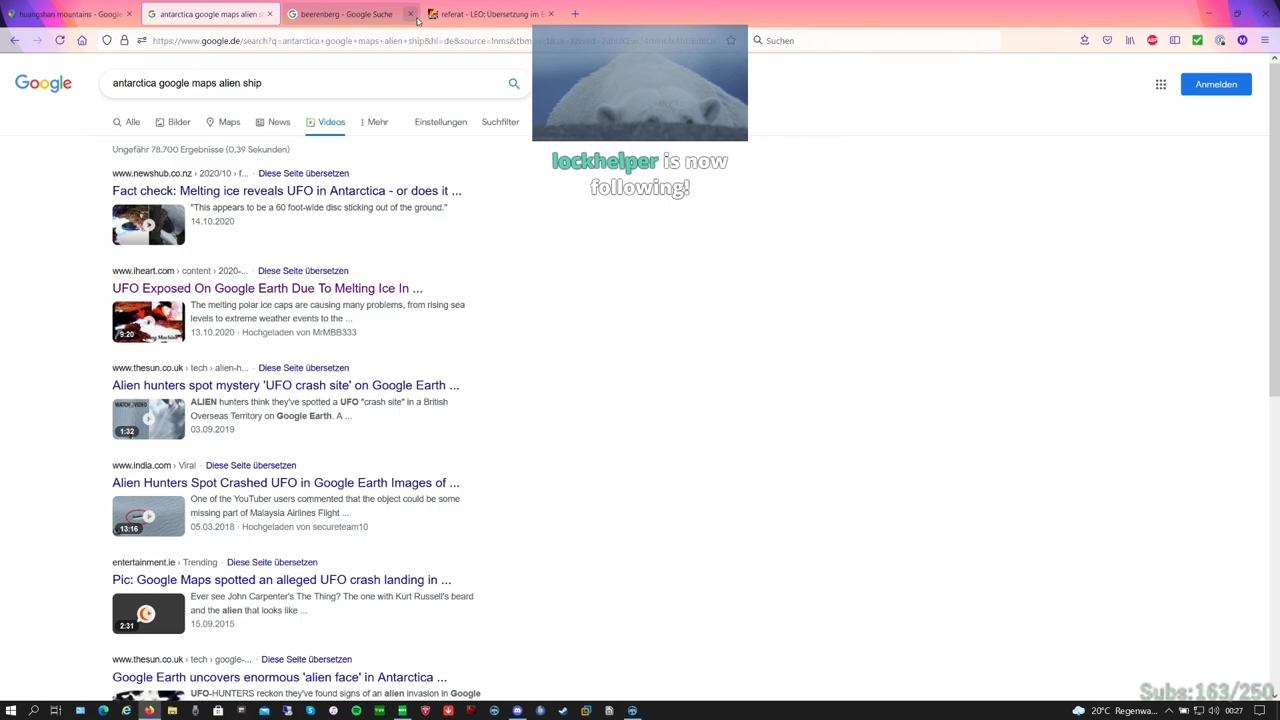 huangshan mountains - Google
antarctica google maps alien s
beerenberg - Google Suche
referat - LEO: Übersetzung im E
https://www.google.de/search?q=antarctica+google+maps+alien+ship&hl=de&source=lnms&tbm
Suchen
Google
antarctica google maps alien ship
Anmelden
Alle
Bilder
Maps
News
Videos
Mehr
Einstellungen
Suchfilter
Ungefähr 78.700 Ergebnisse (0,39 Sekunden)
lockhelper is now
following!
www.newshub.co.nz › 2020/10 › f... · Diese Seite übersetzen
Fact check: Melting ice reveals UFO in Antarctica - or does it ...
"This appears to be a 60 foot-wide disc sticking out of the ground."
14.10.2020
www.iheart.com › content › 2020-... · Diese Seite übersetzen
UFO Exposed On Google Earth Due To Melting Ice In ...
The melting polar ice caps are causing many problems, from rising sea
levels to extreme weather events to the ...
9:20
13.10.2020 · Hochgeladen von MrMBB333
www.thesun.co.uk › tech › alien-h... · Diese Seite übersetzen
Alien hunters spot mystery 'UFO crash site' on Google Earth ...
WATCH VIDEO
ALIEN hunters think they've spotted a UFO "crash site" in a British
Overseas Territory on Google Earth. A ...
1:32
03.09.2019
www.india.com › Viral · Diese Seite übersetzen
Alien Hunters Spot Crashed UFO in Google Earth Images of ...
One of the YouTuber users commented that the object could be some
missing part of Malaysia Airlines Flight ...
13:16
05.03.2018 · Hochgeladen von secureteam10
entertainment.ie › Trending · Diese Seite übersetzen
Pic: Google Maps spotted an alleged UFO crash landing in ...
Ever see John Carpenter's The Thing? The one with Kurt Russell's beard
and the alien that looks like ...
2:31
15.09.2015
www.thesun.co.uk › tech › google-... · Diese Seite übersetzen
Google Earth uncovers enormous 'alien face' in Antarctica ...
UFO-HUNTERS reckon they've found signs of an alien invasion in Google
Subs:163/250
20°C Regenwa...
00:27